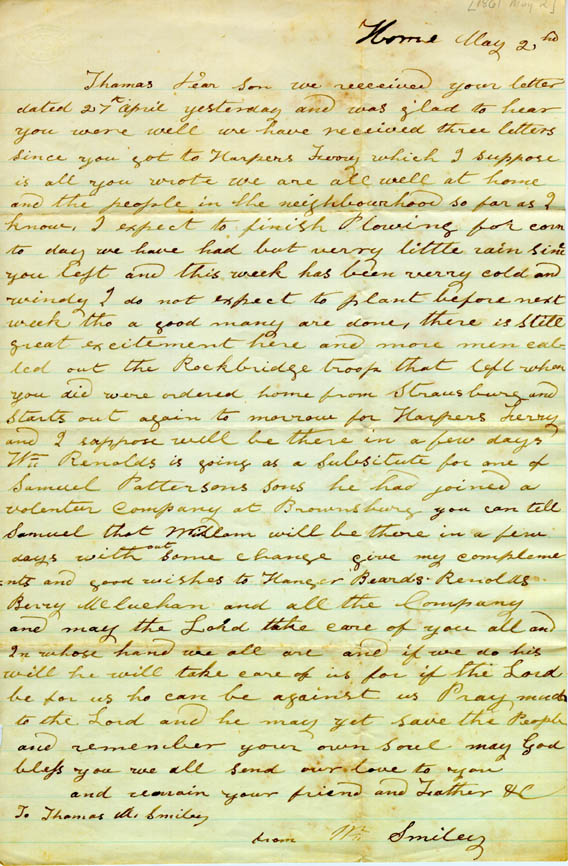 [1861 May 2]
Home May 2nd
Thamas Dear Son we receeived your letter
dated 27th April yesterday and was glad to hear
you were well we have received three letters
since you got to Harpers Ferry which I suppose
is all you wrote we are all well at home
and the people in the neighbourhood so far as I
know, I expect to finish Plowing for corn
to day we have had but verry little rain since
you left and this week has been verry cold and
windy I do not expect to plant before next
week tho a good many are done, there is still
great excitement here and more men cal-
led out the Rockbridge troop that left when
you did were ordered home from Strausburg and
starts out again to morrow for Harpers ferry
and I suppose will be there in a few days
Wm Renolds is going as a Subsitute for one of
Samuel Pattersons sons he had joined a
volenter company at Brownsburg you can tell
Samuel that William will be there in a few
days without some change give my compleme
=nts and good wishes to Hanger Beards Renolds
Berry McCuchan and all the Company
and may the Lord take care of you all and
In whose hand we all are and if we do his
will he will take care of us for if the Lord
be for us ho can be against us Pray much
to the Lord and he may yet save the People
and remember your own soul may God
bless you we all send our love to you
and remain your friend and Father &C
To Thomas M. Smiley
from Wm Smiley